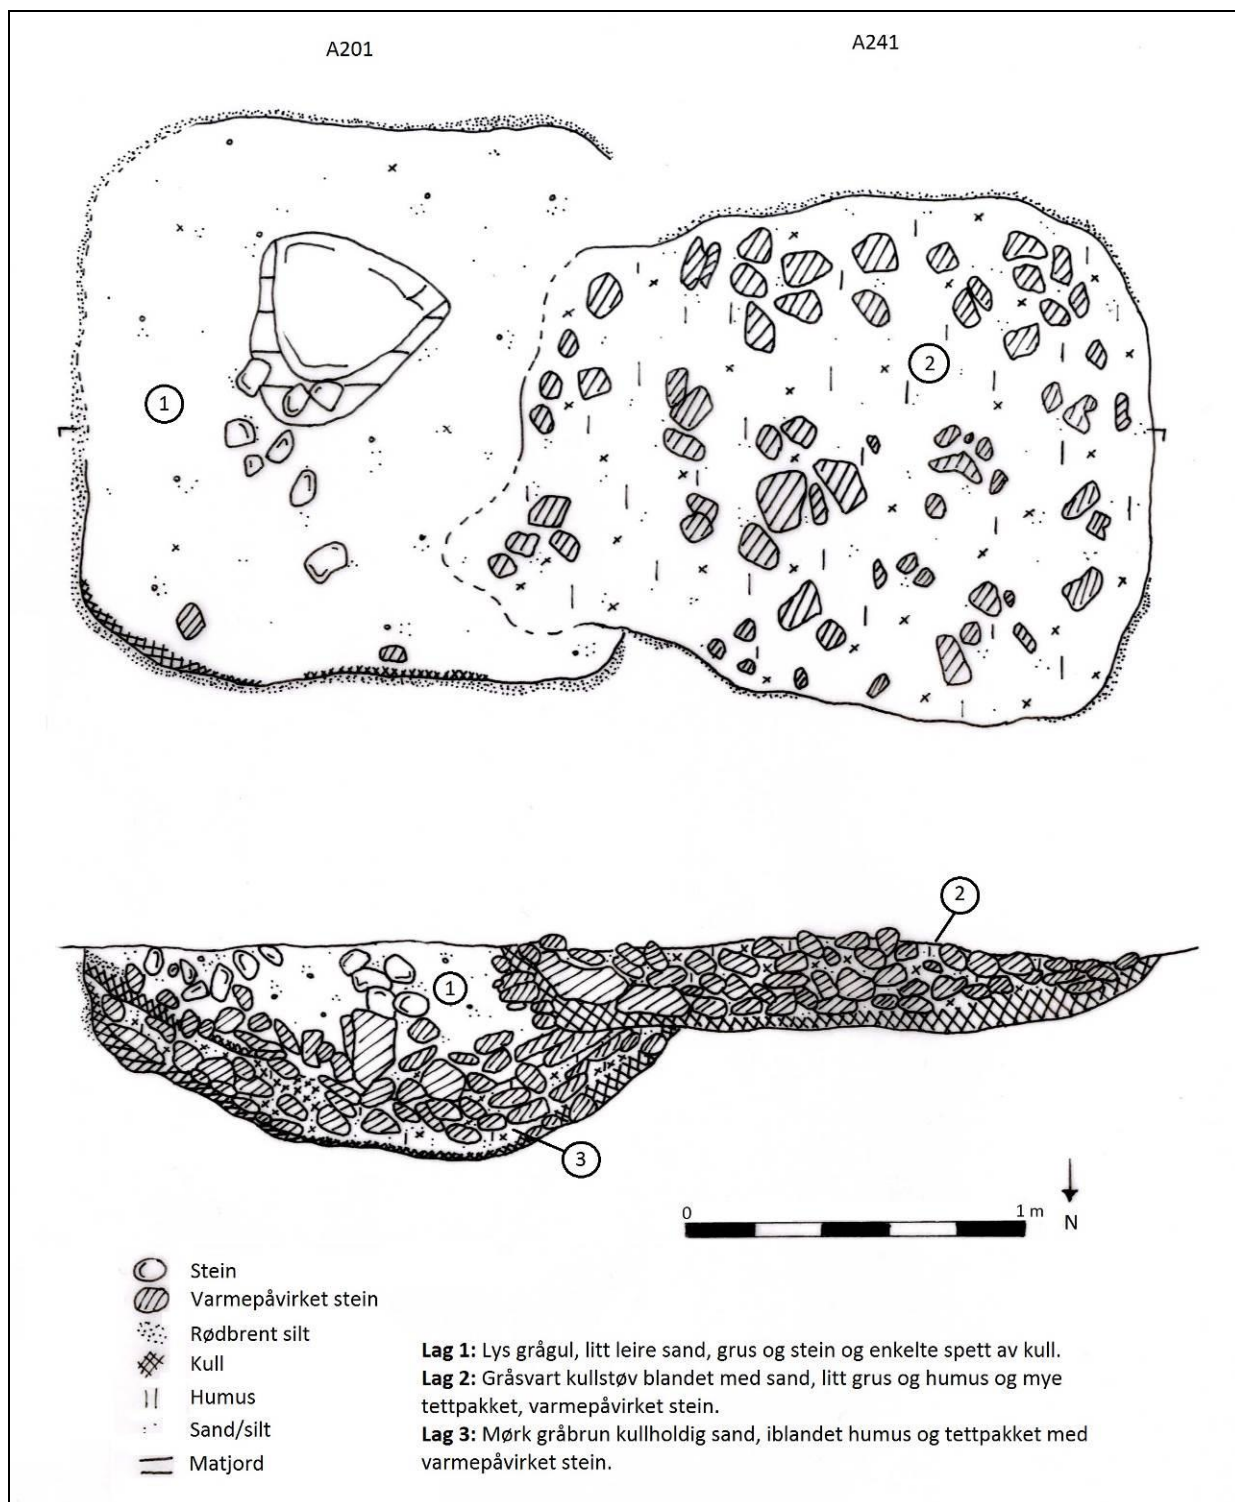 A201
A241
1
2
2
1
3
0
1 m
N
Stein
Varmepåvirket stein
Rødbrent silt
Kull
Humus
Sand/silt
Matjord
Lag 1: Lys grågul, litt leire sand, grus og stein og enkelte spett av kull.
Lag 2: Gråsvart kullstøv blandet med sand, litt grus og humus og mye
tettpakket, varmepåvirket stein.
Lag 3: Mørk gråbrun kullholdig sand, iblandet humus og tettpakket med
varmepåvirket stein.